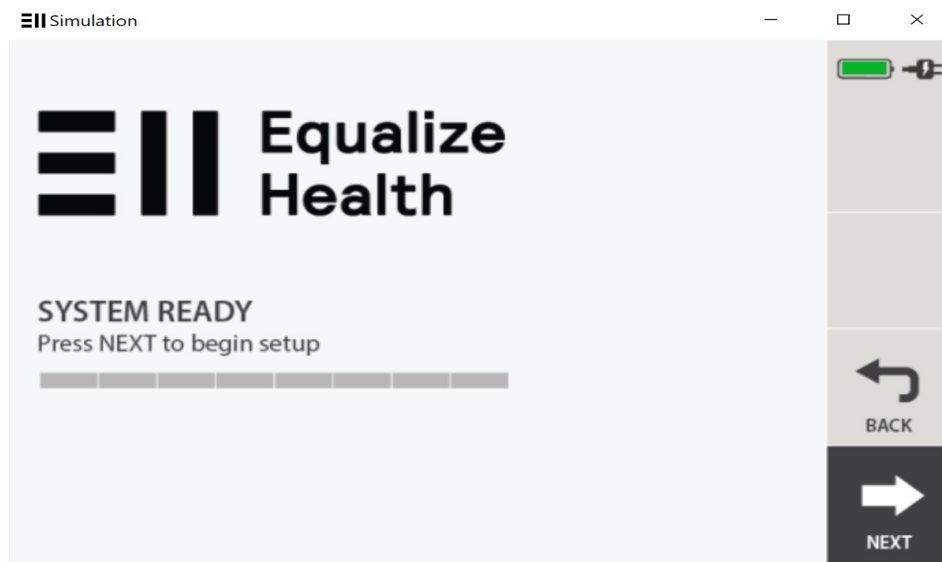 Simulation
Equalize
Health
SYSTEM READY
Press NEXT to begin setup
BACK
NEXT